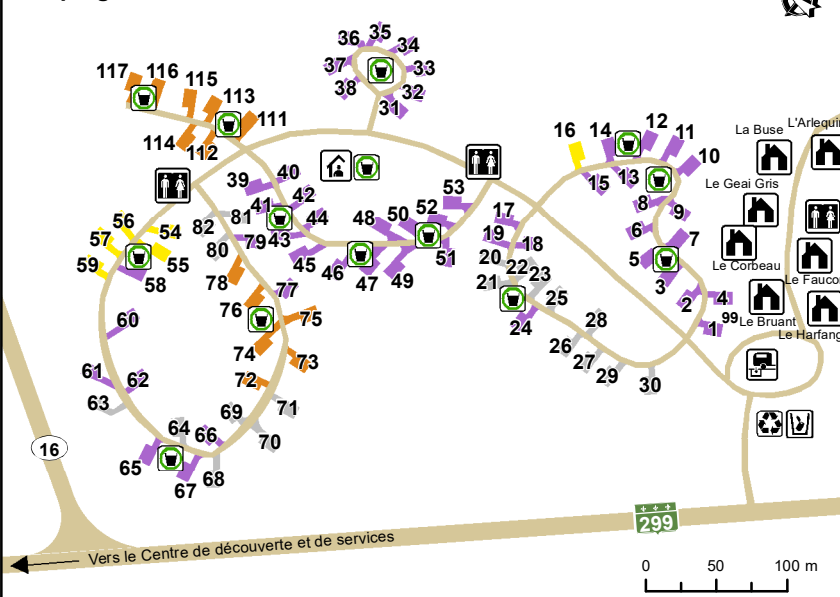 36 35 34
37 33
38 32
31
117 116 115
113
111
114 112
16 14 12 11
10
15 13
8 9
6 7
5
3
2 4
99
1
La Buse
L'Arlequin
Le Geai Gris
Le Corbeau
Le Faucon
Le Bruant
Le Harfang
39 40
41 42
43 44
45 46 47
48 50 52 53
49 51
17
19 18
20
21 22 23
24 25
26 28
27 29 30
82 81
80 79
78 77
76 75
74 73
72 71
69 70
56 54
57 55
59 58
60
61 62
63
64 66
65 67 68
16
299
Vers le Centre de découverte et de services
0 50 100 m